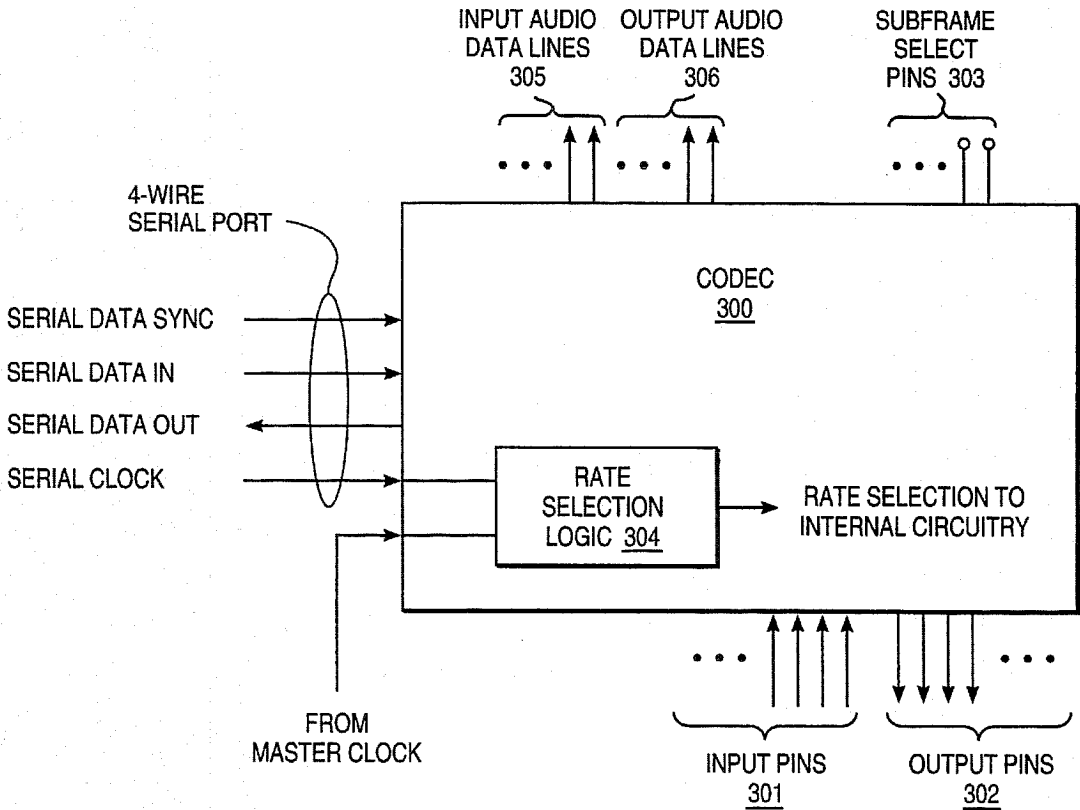 INPUT AUDIO
DATA LINES
305
OUTPUT AUDIO
DATA LINES
306
SUBFRAME
SELECT
PINS 303
4-WIRE
SERIAL PORT
CODEC
300
SERIAL DATA SYNC
SERIAL DATA IN
SERIAL DATA OUT
SERIAL CLOCK
RATE
SELECTION
LOGIC 304
RATE SELECTION TO
INTERNAL CIRCUITRY
FROM
MASTER CLOCK
INPUT PINS
301
OUTPUT PINS
302